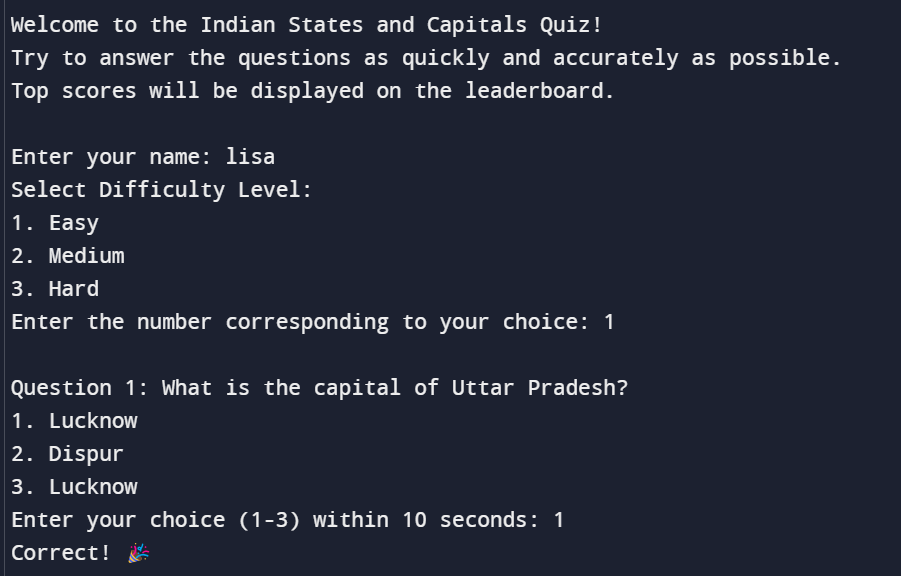 Welcome to the Indian States and Capitals Quiz!
Try to answer the questions as quickly and accurately as possible.
Top scores will be displayed on the leaderboard.
Enter your name: lisa
Select Difficulty Level:
1. Easy
2. Medium
3. Hard
Enter the number corresponding to your choice: 1
Question 1: What is the capital of Uttar Pradesh?
1. Lucknow
2. Dispur
3. Lucknow
Enter your choice (1-3) within 10 seconds: 1
Correct! 🎉